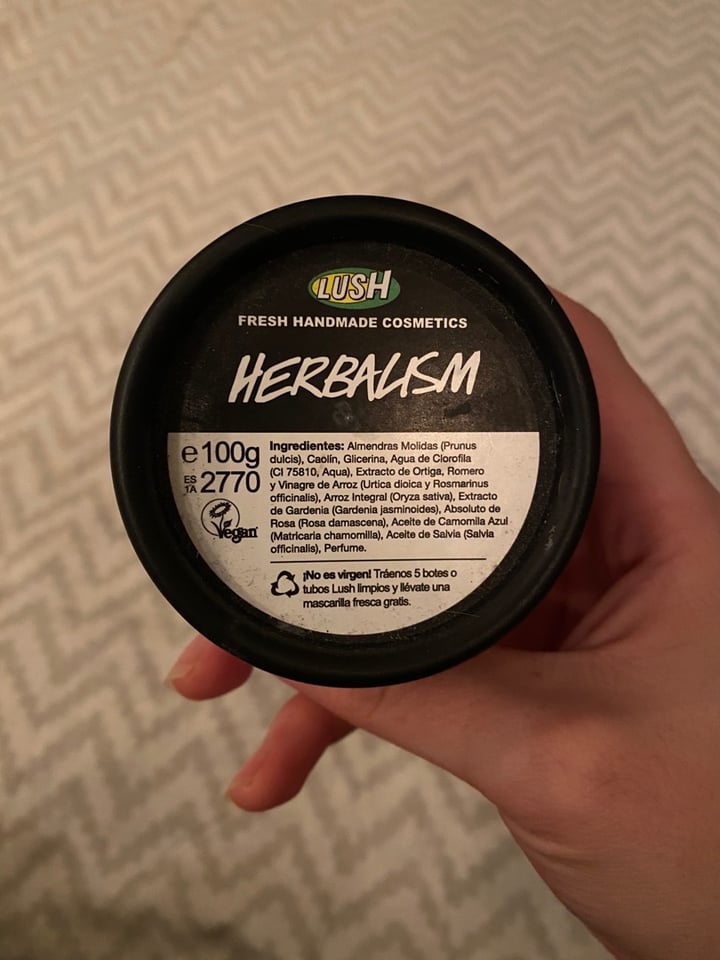 LUSH
FRESH HANDMADE COSMETICS
HERBALISM
e 100g
ES 1A 2770
Vegan
Ingredientes: Almendras Molidas (Prunus
dulcis), Caolín, Glicerina, Agua de Clorofila
(CI 75810, Aqua), Extracto de Ortiga, Romero
y Vinagre de Arroz (Urtica dioica y Rosmarinus
officinalis), Arroz Integral (Oryza sativa), Extracto
de Gardenia (Gardenia jasminoides), Absoluto de
Rosa (Rosa damascena), Aceite de Camomila Azul
(Matricaria chamomilla), Aceite de Salvia (Salvia
officinalis), Perfume.
¡No es virgen! Tráenos 5 botes o
tubos Lush limpios y llévate una
mascarilla fresca gratis.